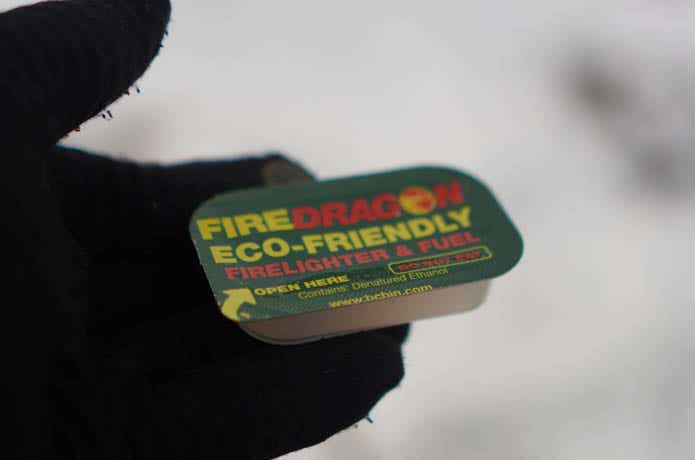 FIREDRAGON
ECO-FRIENDLY
FIRELIGHTER & FUEL
DO NOT EAT
OPEN HERE
Contains: Denatured Ethanol
www.bcbin.com